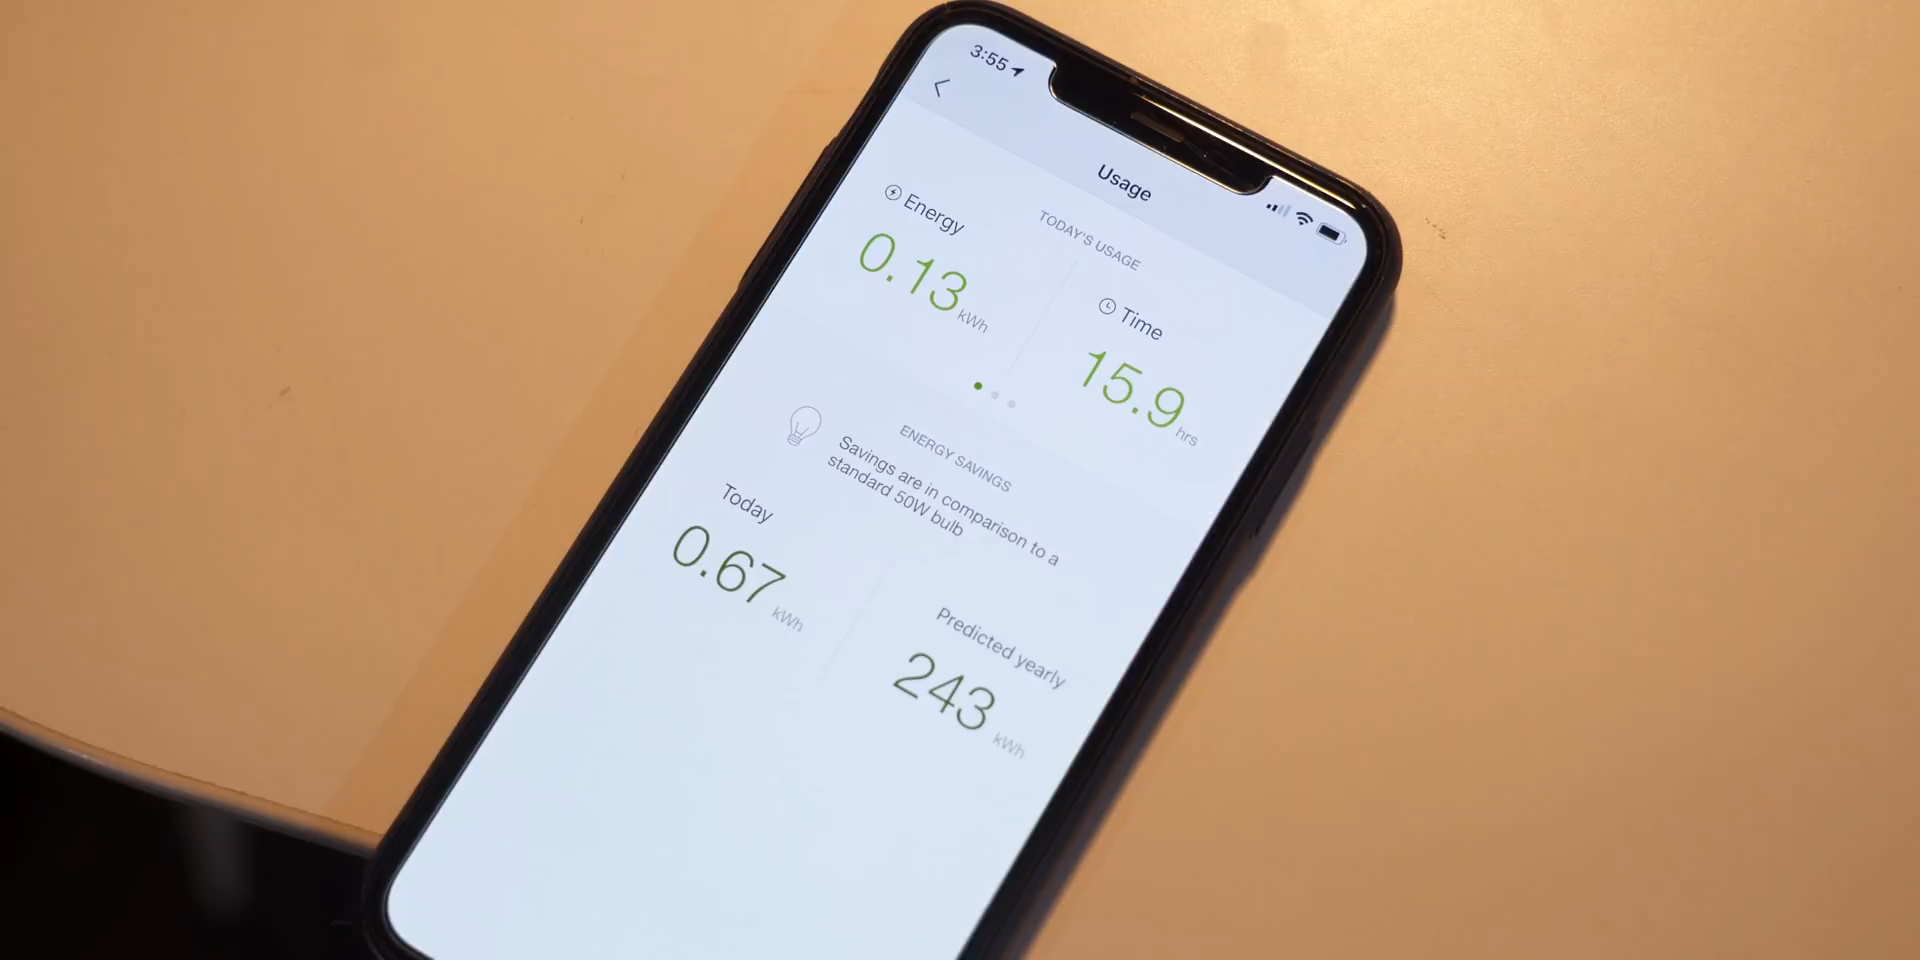 3:55
Usage
TODAY'S USAGE
Energy
0.13 kWh
Time
15.9 hrs
ENERGY SAVINGS
Savings are in comparison to a
standard 50W bulb
Today
0.67 kWh
Predicted yearly
243 kWh